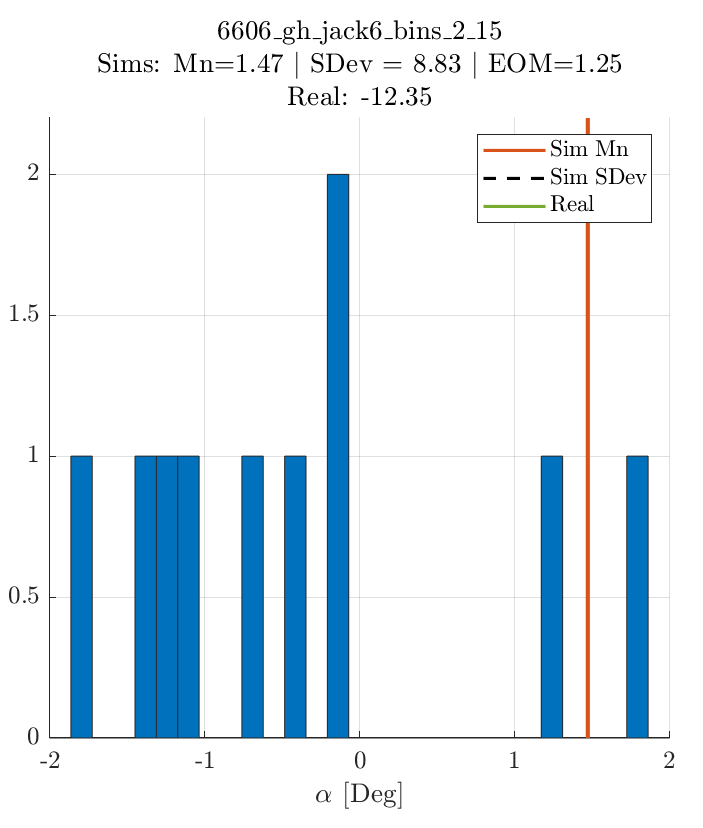 6606_gh_jack6_bins_2_15
Sims: Mn=1.47 | SDev = 8.83 | EOM=1.25
Real: -12.35
Sim Mn
Sim SDev
Real
2
1.5
1
0.5
0
-2 -1 0 1 2
α [Deg]